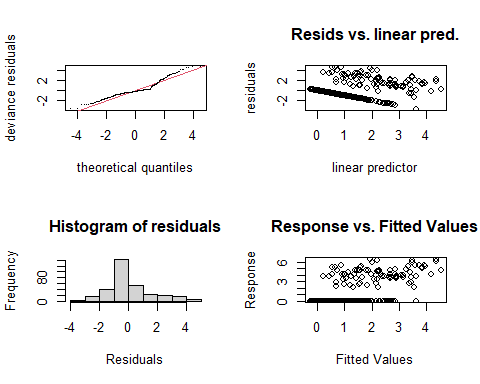 deviance residuals
2
-2
-4 -2 0 2 4
theoretical quantiles
Resids vs. linear pred.
residuals
2
-2
0 1 2 3 4
linear predictor
Histogram of residuals
Frequency
80
0
-4 -2 0 2 4
Residuals
Response vs. Fitted Values
Response
6
3
0
0 1 2 3 4
Fitted Values